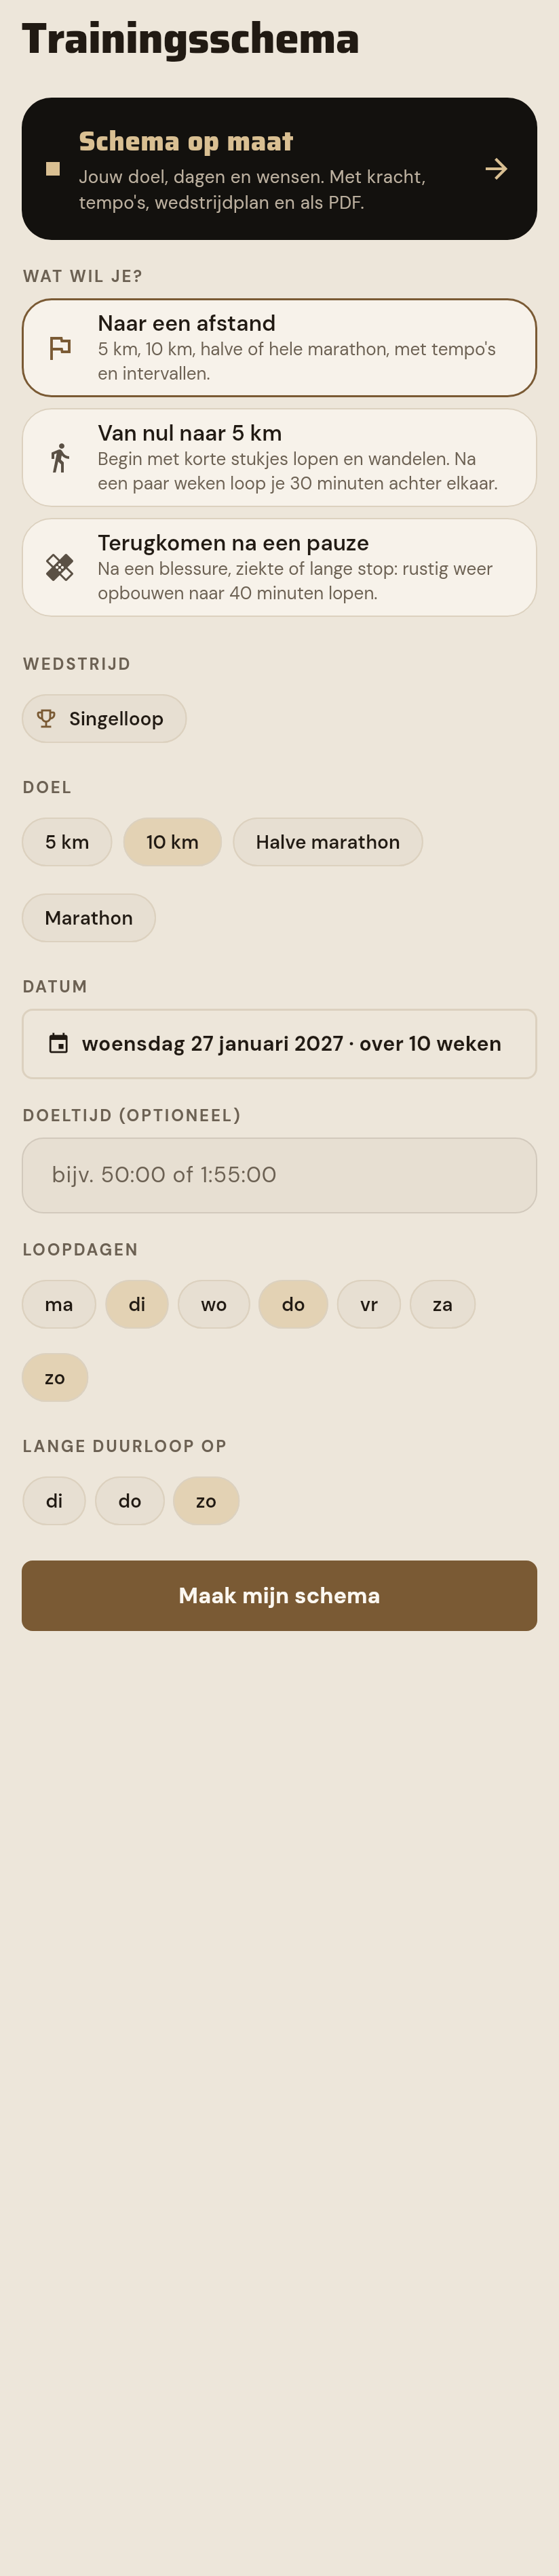 Trainingsschema
Schema op maat
Jouw doel, dagen en wensen. Met kracht,
tempo's, wedstrijdplan en als PDF.
WAT WIL JE?
Naar een afstand
5 km, 10 km, halve of hele marathon, met tempo's
en intervallen.
Van nul naar 5 km
Begin met korte stukjes lopen en wandelen. Na
een paar weken loop je 30 minuten achter elkaar.
Terugkomen na een pauze
Na een blessure, ziekte of lange stop: rustig weer
opbouwen naar 40 minuten lopen.
WEDSTRIJD
Singelloop
DOEL
5 km 10 km Halve marathon
Marathon
DATUM
woensdag 27 januari 2027 · over 10 weken
DOELTIJD (OPTIONEEL)
bijv. 50:00 of 1:55:00
LOOPDAGEN
ma di wo do vr za
zo
LANGE DUURLOOP OP
di do zo
Maak mijn schema